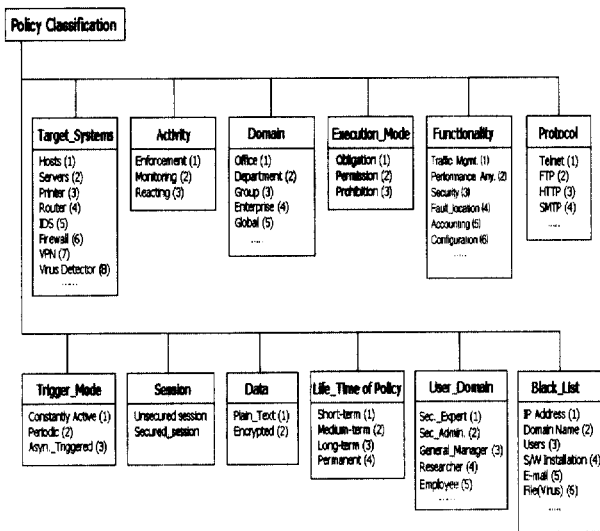 Policy Classification
Target_Systems
Hosts (1)
Servers (2)
Printer (3)
Router (4)
IDS (5)
Firewall (6)
VPN (7)
Virus Detector (8)
......
Activity
Enforcement (1)
Monitoring (2)
Reacting (3)
Domain
Office (1)
Department (2)
Group (3)
Enterprise (4)
Global (5)
.....
Execution_Mode
Obligation (1)
Permission (2)
Prohibition (3)
Functionality
Traffic Mgmt. (1)
Performance Any. (2)
Security (3)
Fault_location (4)
Accounting (5)
Configuration (6)
......
Protocol
Telnet (1)
FTP (2)
HTTP (3)
SMTP (4)
.....
Trigger_Mode
Constantly Active (1)
Periodic (2)
Asyn._Triggered (3)
Session
Unsecured session
Secured_session
Data
Plain_Text (1)
Encrypted (2)
Life_Time of Policy
Short-term (1)
Medium-term (2)
Long-term (3)
Permanent (4)
User_Domain
Sec._Expert (1)
Sec_Admin. (2)
General_Manager (3)
Researcher (4)
Employee (5)
......
Black_List
IP Address (1)
Domain Name (2)
Users (3)
S/W Installation (4)
E-mail (5)
File(Virus) (6)
.....